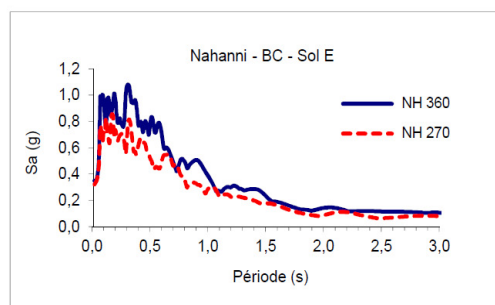 Nahanni - BC - Sol E
1,2
1,0
0,8
0,6
0,4
0,2
0,0
Sa (g)
NH 360
NH 270
0,0 0,5 1,0 1,5 2,0 2,5 3,0
Période (s)